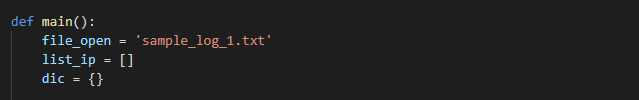 def main():
    file_open = 'sample_log_1.txt'
    list_ip = []
    dic = {}